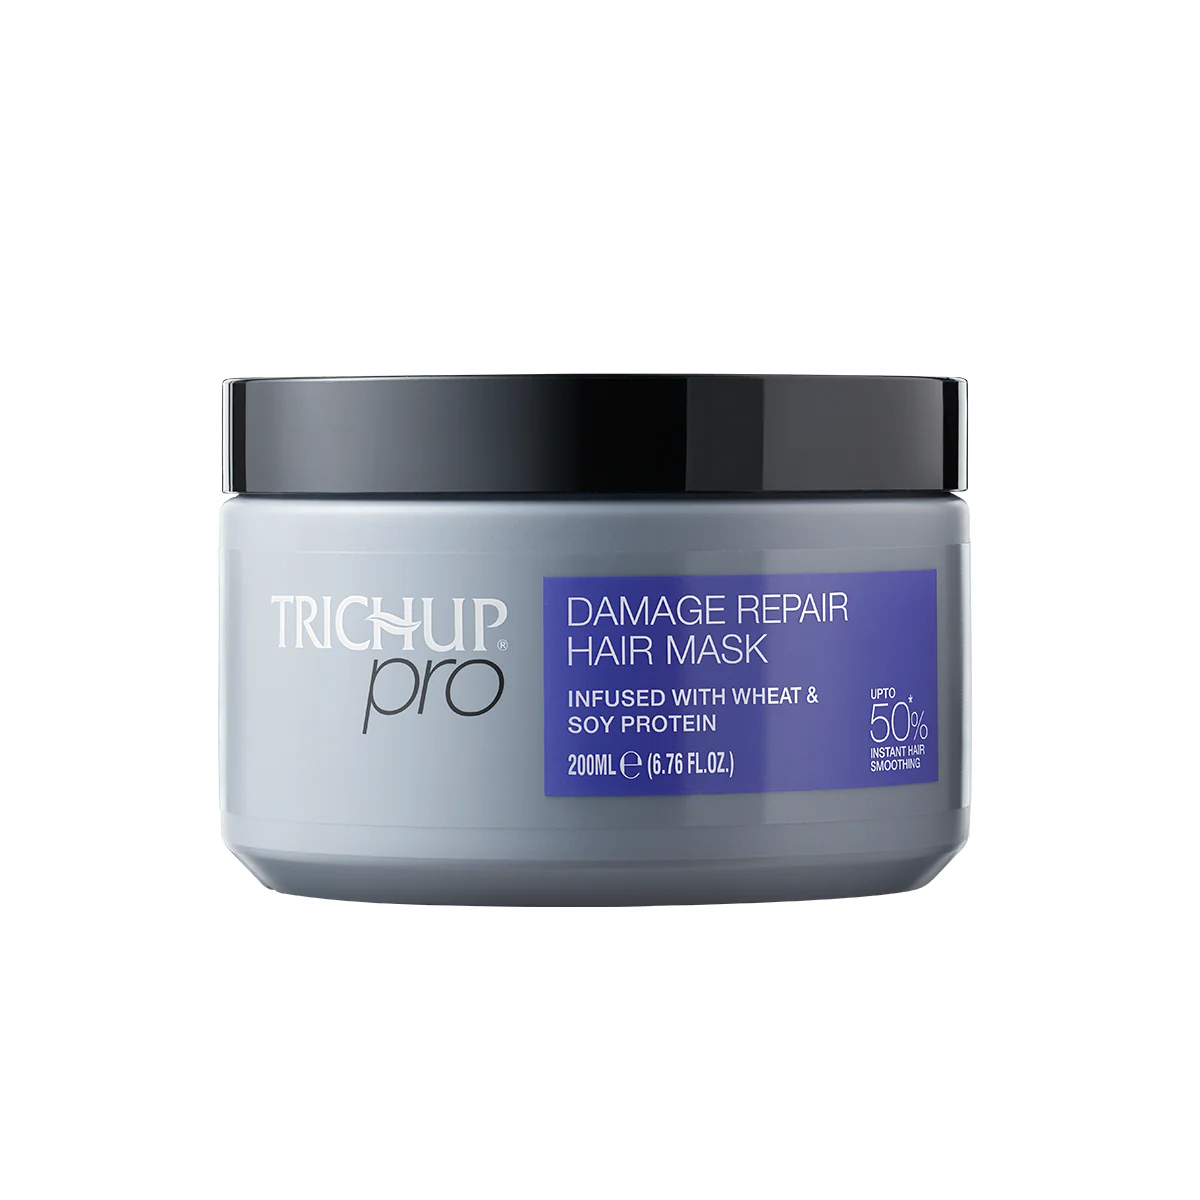 TRICHUP®
pro
DAMAGE REPAIR
HAIR MASK
INFUSED WITH WHEAT &
SOY PROTEIN
200ML ℮ (6.76 FL.OZ.)
UPTO
50*%
INSTANT HAIR
SMOOTHING